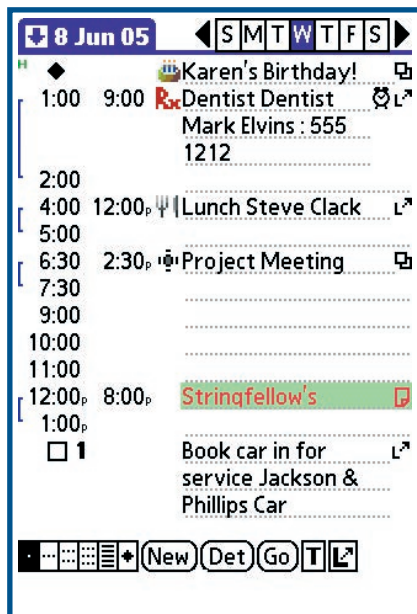 8 Jun 05 S M T W T F S
H Karen's Birthday!
1:00 9:00 Rx Dentist Dentist
Mark Elvins : 555
1212
2:00
4:00 12:00p Lunch Steve Clack
5:00
6:30 2:30p Project Meeting
7:30
9:00
10:00
11:00
12:00p 8:00p Stringfellow's
1:00p
1 Book car in for
service Jackson &
Phillips Car
New Det Go T